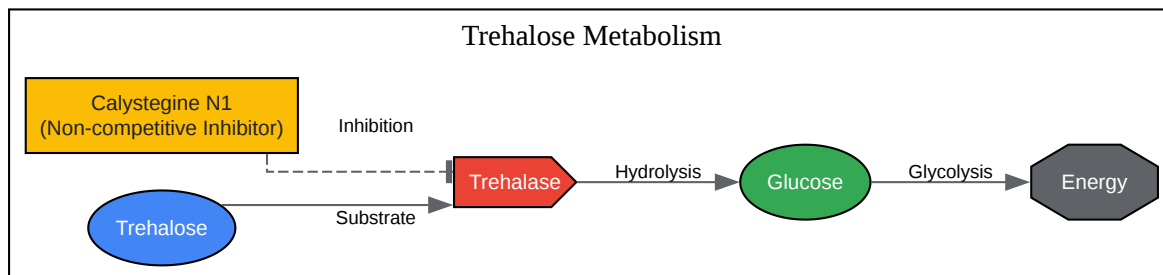 Trehalose Metabolism
Calystegine N1
(Non-competitive Inhibitor)
Inhibition
Trehalase
Hydrolysis
Glucose
Glycolysis
Energy
Trehalose
Substrate